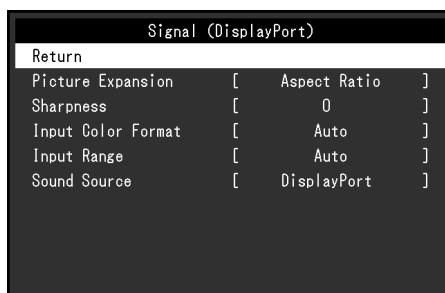 Signal (DisplayPort)
Return
Picture Expansion [ Aspect Ratio ]
Sharpness [ 0 ]
Input Color Format [ Auto ]
Input Range [ Auto ]
Sound Source [ DisplayPort ]